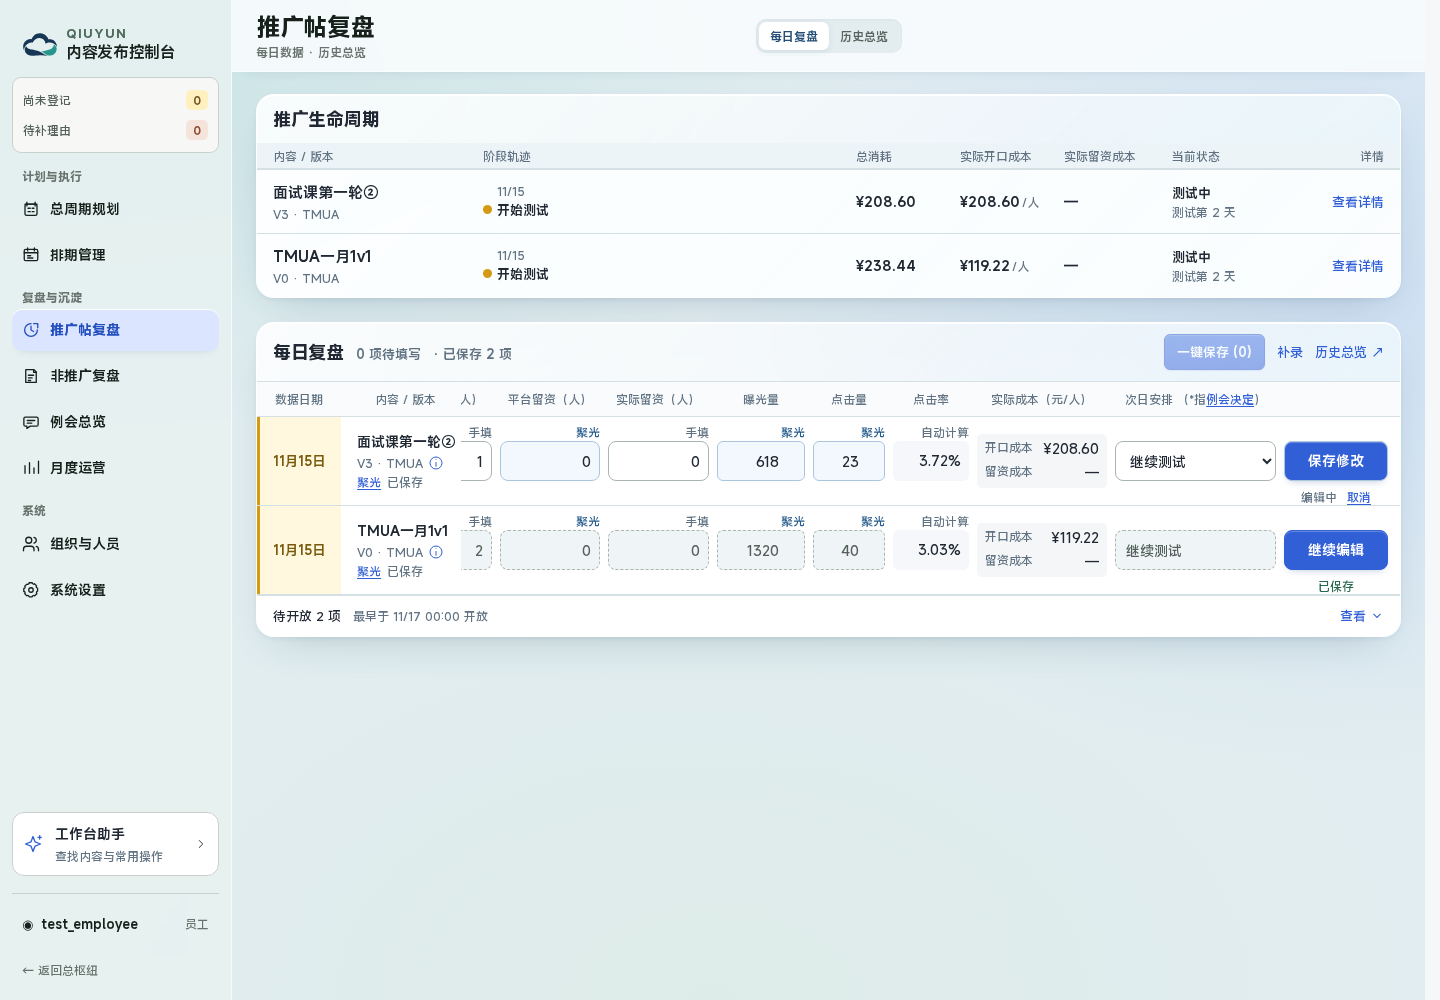 QIUYUN
内容发布控制台
尚未登记 0
待补理由 0
计划与执行
总周期规划
排期管理
复盘与沉淀
推广帖复盘
非推广复盘
例会总览
月度运营
系统
组织与人员
系统设置
工作台助手
查找内容与常用操作
test_employee 员工
← 返回总枢纽
推广帖复盘
每日数据 · 历史总览
每日复盘 历史总览
推广生命周期
内容 / 版本 阶段轨迹 总消耗 实际开口成本 实际留资成本 当前状态 详情
面试课第一轮② 11/15 开始测试 ¥208.60 ¥208.60 /人 — 测试中 查看详情
V3 · TMUA 测试第 2 天
TMUA一月1v1 11/15 开始测试 ¥238.44 ¥119.22 /人 — 测试中 查看详情
V0 · TMUA 测试第 2 天
每日复盘 0 项待填写 · 已保存 2 项 一键保存 (0) 补录 历史总览 ↗
数据日期 内容 / 版本 人) 平台留资（人） 实际留资（人） 曝光量 点击量 点击率 实际成本（元/人） 次日安排 （*指例会决定）
手填 聚光 手填 聚光 聚光 自动计算
11月15日 面试课第一轮② 1 0 0 618 23 3.72% 开口成本 ¥208.60 继续测试 保存修改
V3 · TMUA 留资成本 —
聚光 已保存 编辑中 取消
手填 聚光 手填 聚光 聚光 自动计算
11月15日 TMUA一月1v1 2 0 0 1320 40 3.03% 开口成本 ¥119.22 继续测试 继续编辑
V0 · TMUA 留资成本 —
聚光 已保存 已保存
待开放 2 项 最早于 11/17 00:00 开放 查看